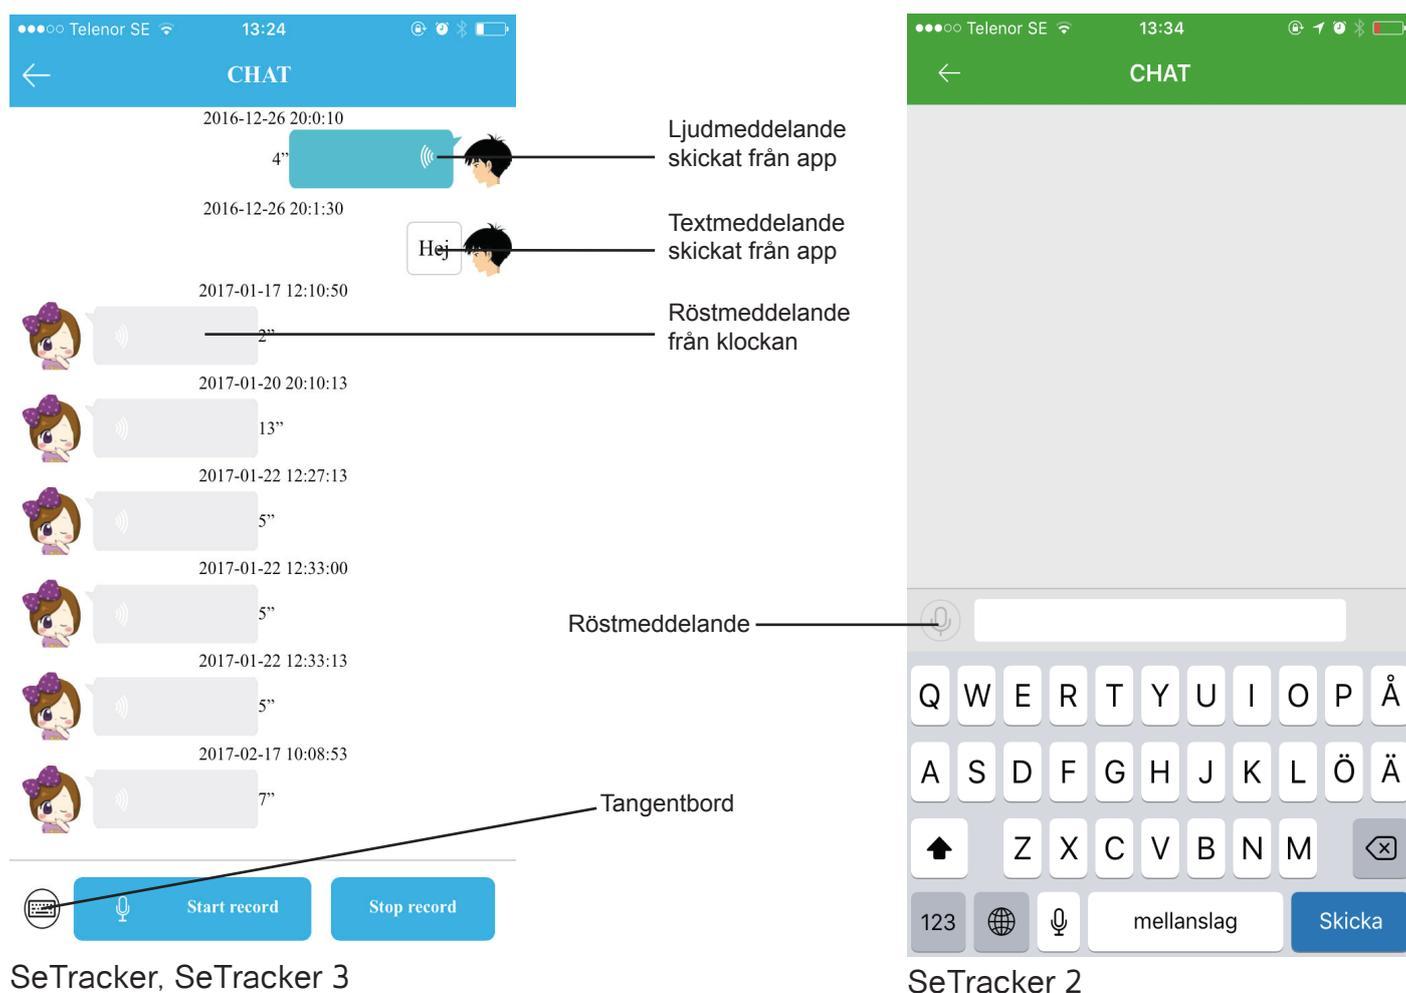 Telenor SE
13:24
CHAT
2016-12-26 20:0:10
4”
2016-12-26 20:1:30
Hej
2017-01-17 12:10:50
2”
2017-01-20 20:10:13
13”
2017-01-22 12:27:13
5”
2017-01-22 12:33:00
5”
2017-01-22 12:33:13
5”
2017-02-17 10:08:53
7”
Start record
Stop record
SeTracker, SeTracker 3
Ljudmeddelande
skickat från app
Textmeddelande
skickat från app
Röstmeddelande
från klockan
Röstmeddelande
Tangentbord
Telenor SE
13:34
CHAT
Q W E R T Y U I O P Å
A S D F G H J K L Ö Ä
Z X C V B N M
123 mellanslag Skicka
SeTracker 2